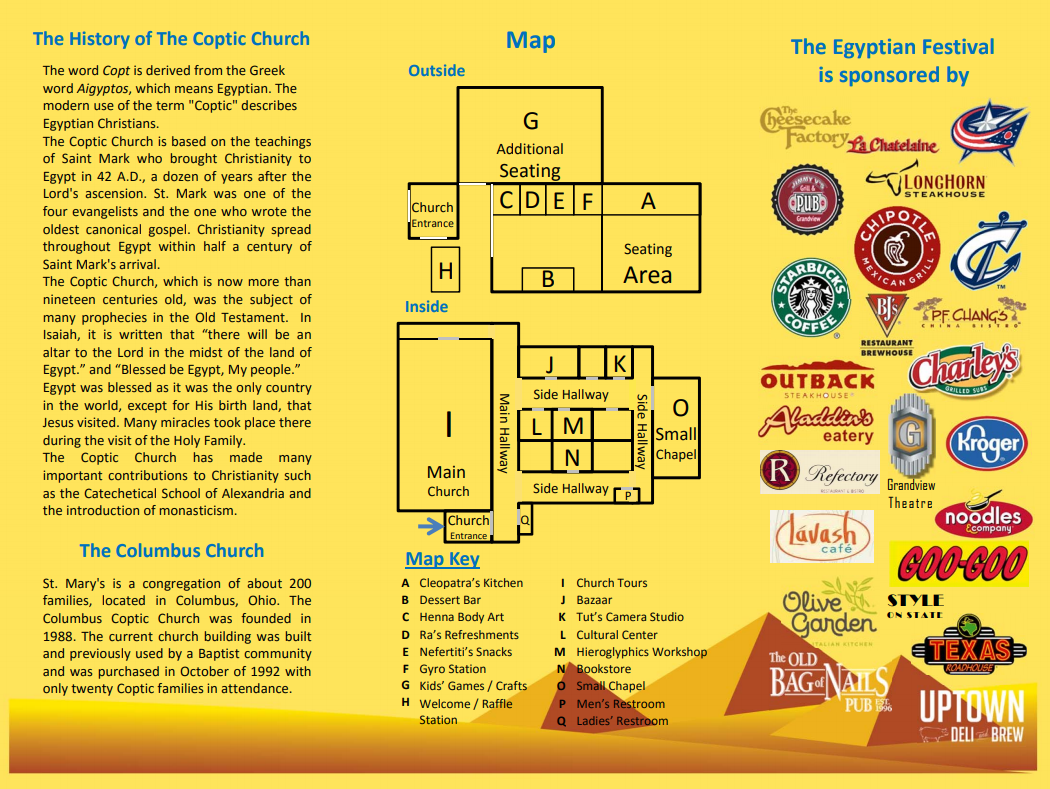 The History of The Coptic Church
The word Copt is derived from the Greek
word Aigyptos, which means Egyptian. The
modern use of the term "Coptic" describes
Egyptian Christians.
The Coptic Church is based on the teachings
of Saint Mark who brought Christianity to
Egypt in 42 A.D., a dozen of years after the
Lord's ascension. St. Mark was one of the
four evangelists and the one who wrote the
oldest canonical gospel. Christianity spread
throughout Egypt within half a century of
Saint Mark's arrival.
The Coptic Church, which is now more than
nineteen centuries old, was the subject of
many prophecies in the Old Testament. In
Isaiah, it is written that “there will be an
altar to the Lord in the midst of the land of
Egypt.” and “Blessed be Egypt, My people.”
Egypt was blessed as it was the only country
in the world, except for His birth land, that
Jesus visited. Many miracles took place there
during the visit of the Holy Family.
The Coptic Church has made many
important contributions to Christianity such
as the Catechetical School of Alexandria and
the introduction of monasticism.
The Columbus Church
St. Mary's is a congregation of about 200
families, located in Columbus, Ohio. The
Columbus Coptic Church was founded in
1988. The current church building was built
and previously used by a Baptist community
and was purchased in October of 1992 with
only twenty Coptic families in attendance.
Map
Outside
G
Additional
Seating
Church
Entrance
C D E F A
H
B
Seating
Area
Inside
I
Main
Church
Main Hallway
J K
Side Hallway
L M
N
Side Hallway
Side Hallway
P
O
Small
Chapel
Church
Entrance
Q
Map Key
A Cleopatra’s Kitchen
B Dessert Bar
C Henna Body Art
D Ra’s Refreshments
E Nefertiti’s Snacks
F Gyro Station
G Kids’ Games / Crafts
H Welcome / Raffle
Station
I Church Tours
J Bazaar
K Tut’s Camera Studio
L Cultural Center
M Hieroglyphics Workshop
N Bookstore
O Small Chapel
P Men’s Restroom
Q Ladies’ Restroom
The Egyptian Festival
is sponsored by
The Cheesecake
Factory
La Chatelaine
JIMMY V'S
Grill &
PUB
Grandview
LONGHORN
STEAKHOUSE
CHIPOTLE
MEXICAN GRILL
TM
STARBUCKS
COFFEE
BJ's
RESTAURANT
BREWHOUSE
P.F. CHANG'S
CHINA BISTRO
OUTBACK
STEAKHOUSE
Charley's
GRILLED SUBS
Aladdin's
eatery
G
Grandview
Theatre
Kroger
R Refectory
noodles
& company
Lavash
café
GOO-GOO
Olive
Garden
ITALIAN KITCHEN
STYLE
ON STATE
TEXAS
ROADHOUSE
The OLD
BAG of NAILS
PUB EST. 1996
UPTOWN
DELI and BREW